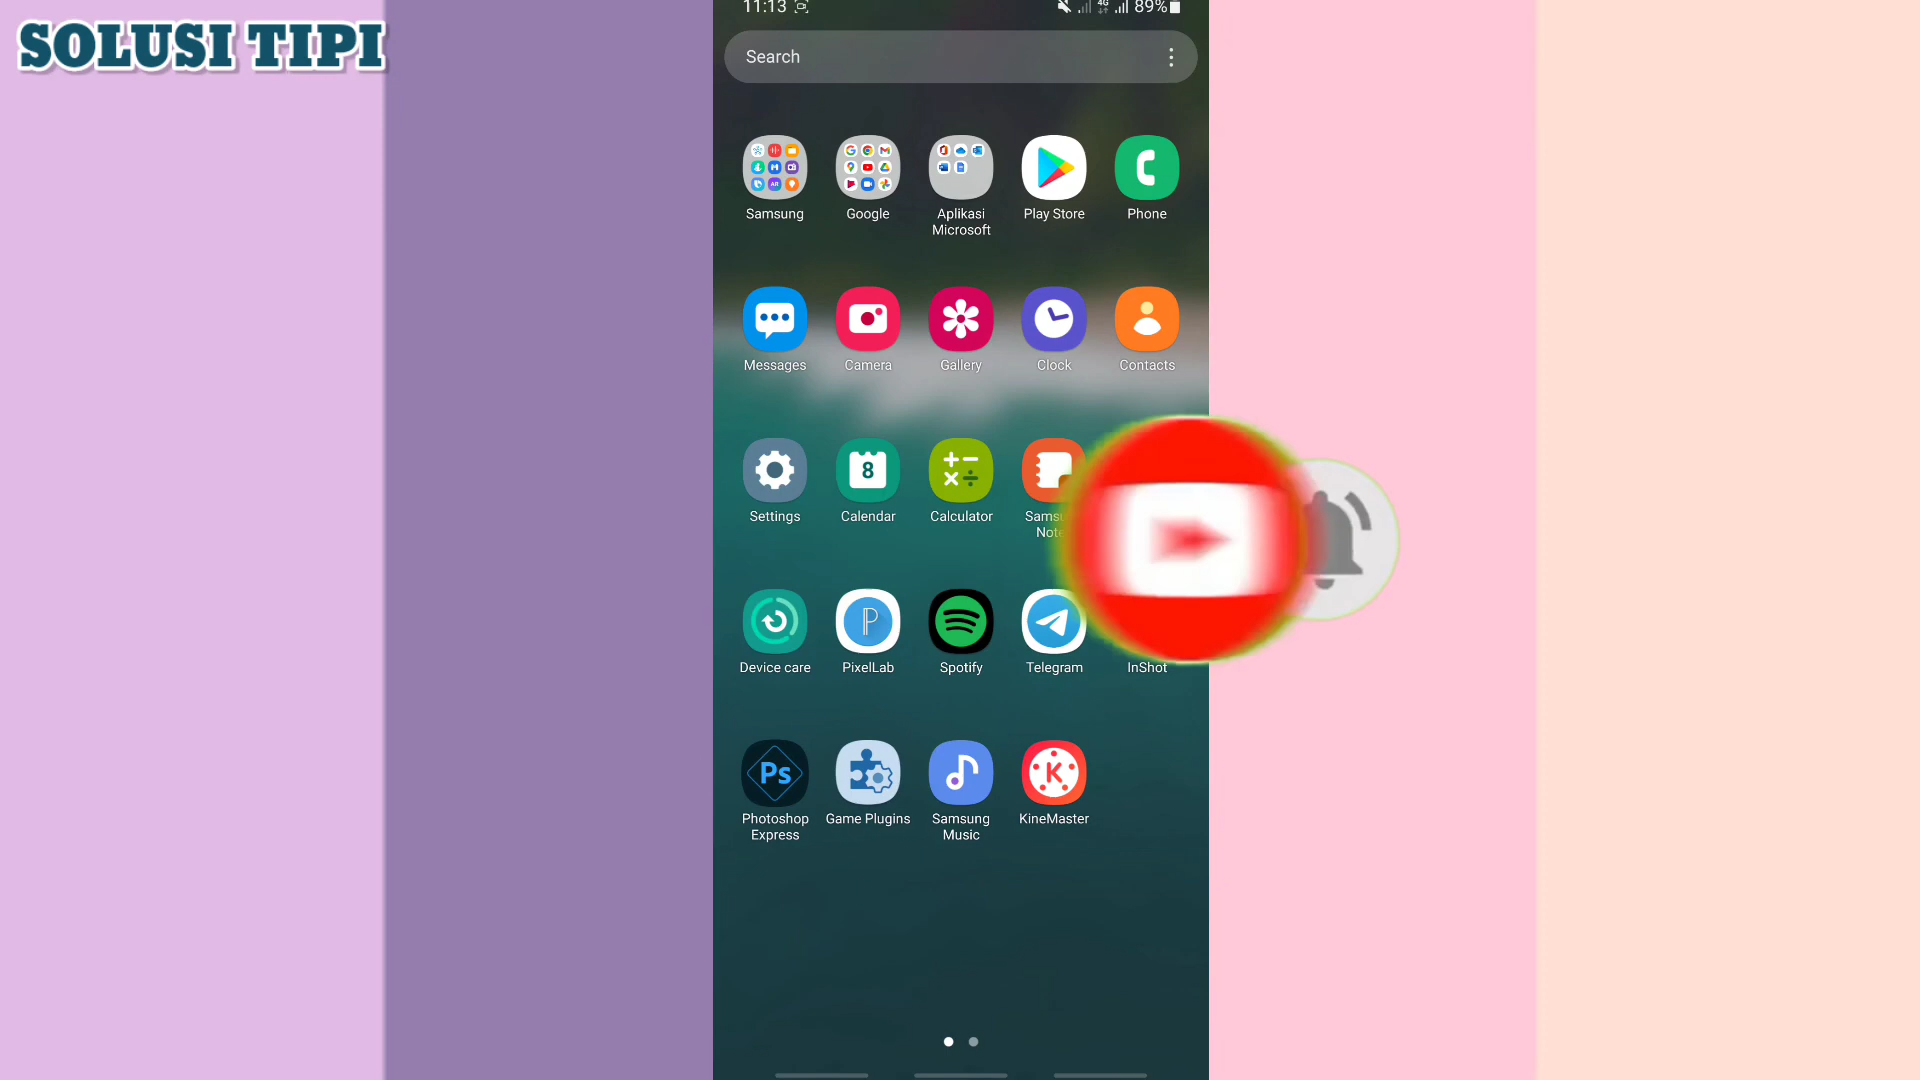 SOLUSI TIPI
11:13
4G
89%
Search
Samsung
Google
Aplikasi
Microsoft
Play Store
Phone
Messages
Camera
Gallery
Clock
Contacts
8
Settings
Calendar
Calculator
Device care
PixelLab
Spotify
Telegram
InShot
Ps
K
Photoshop
Express
Game Plugins
Samsung
Music
KineMaster